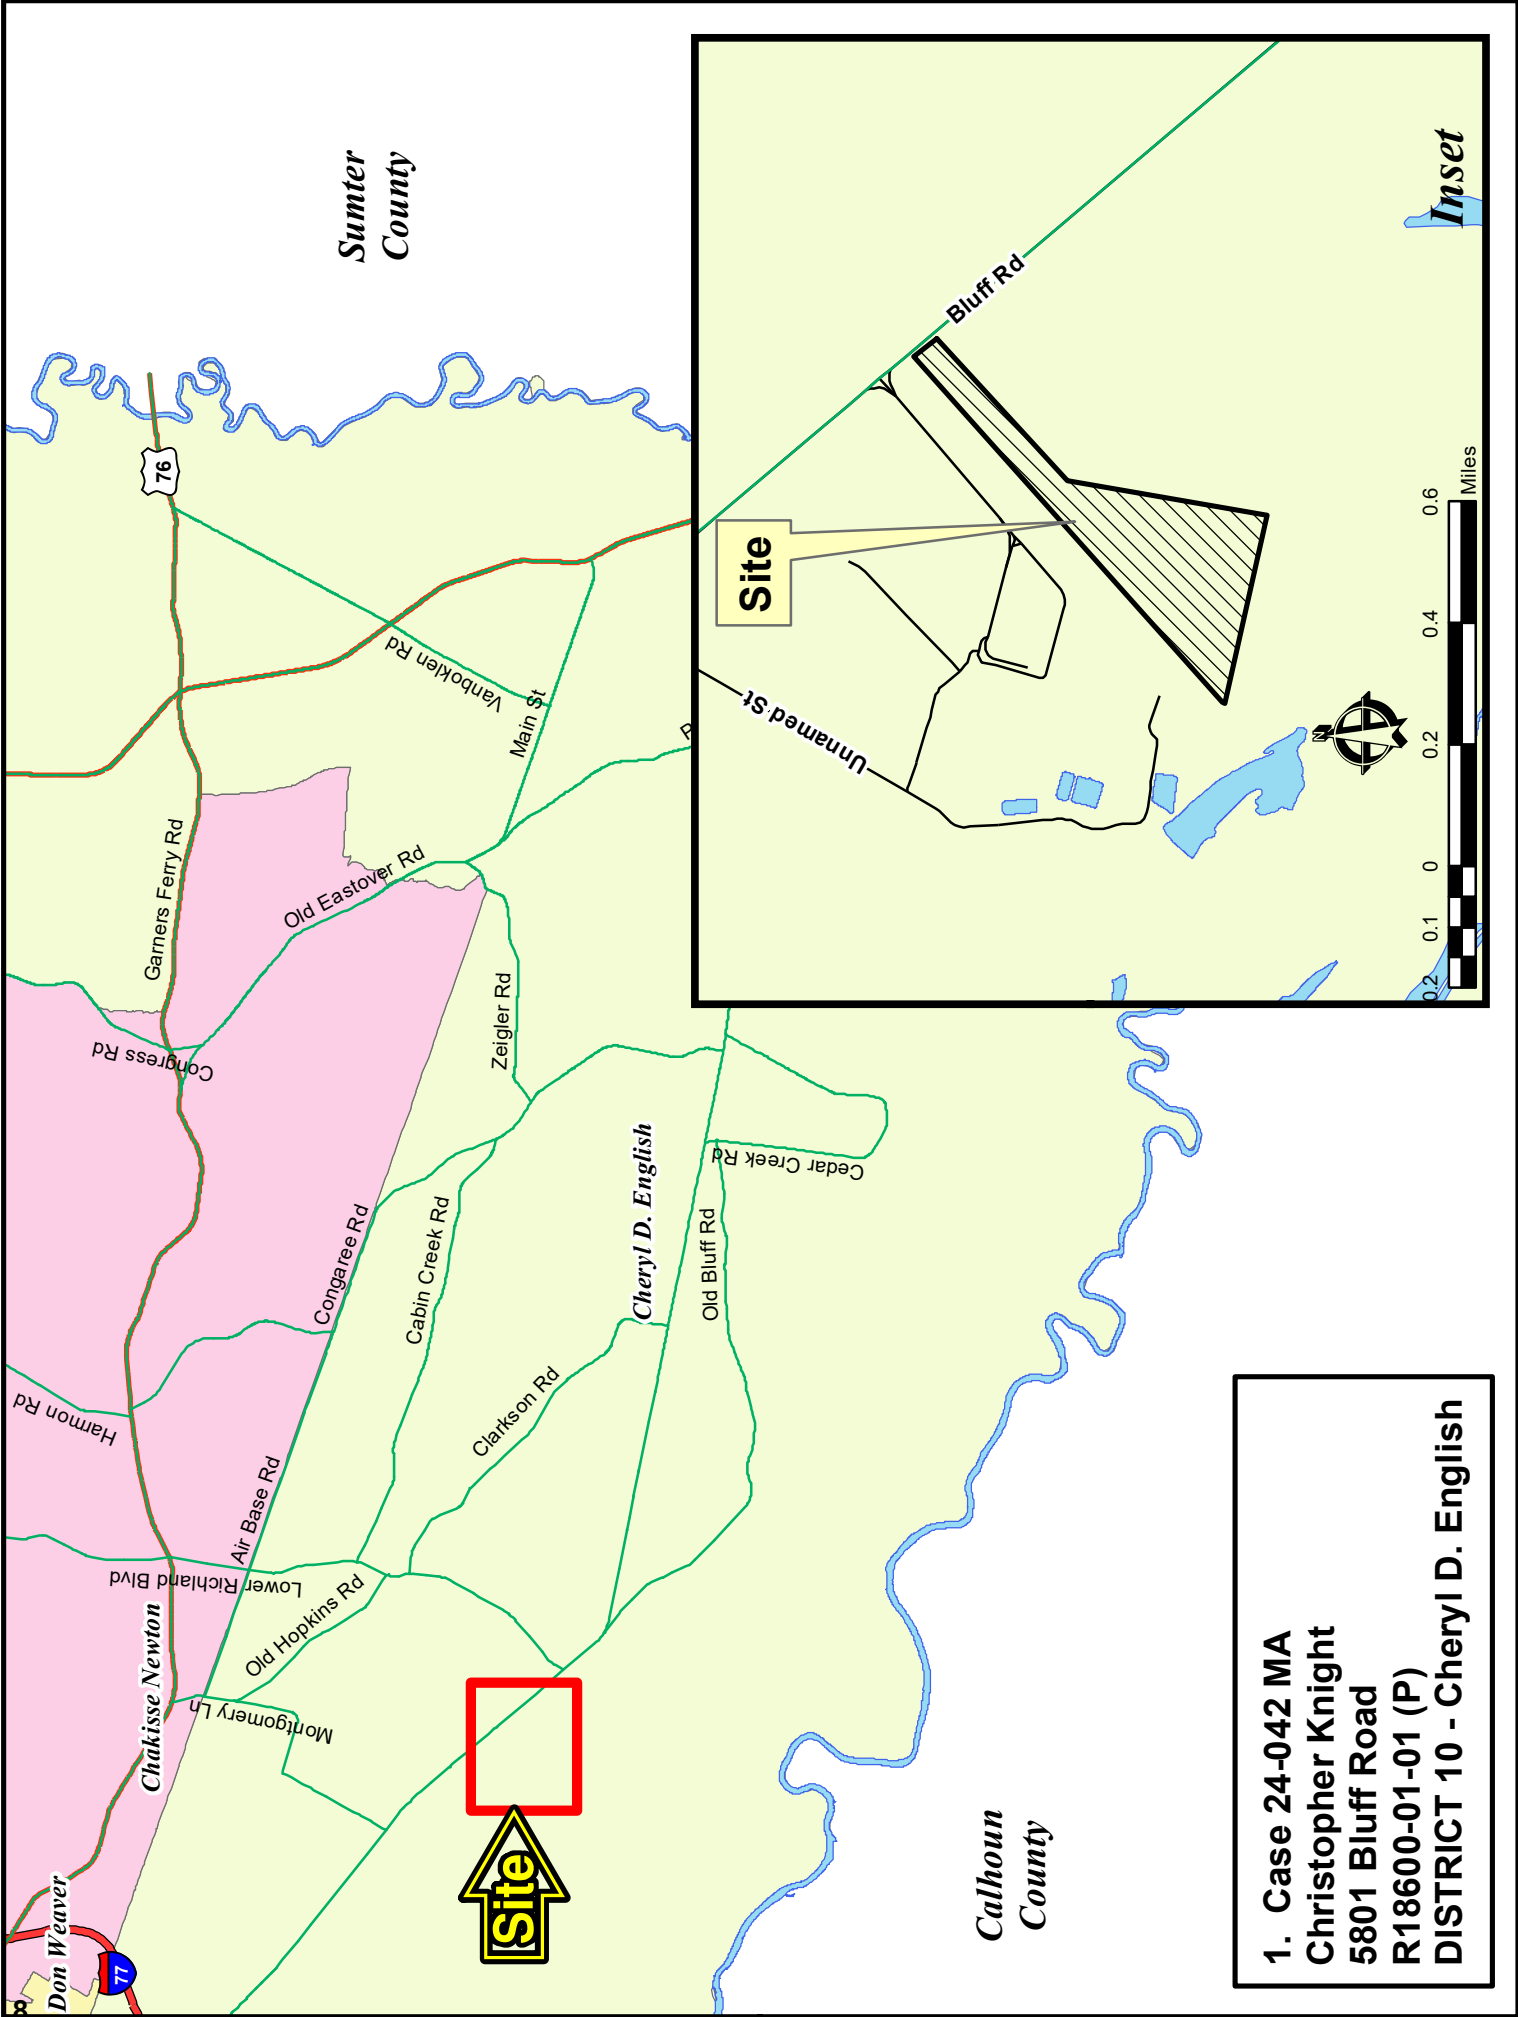 Sumter
County
76
Garners Ferry Rd
Vanboklen Rd
Main St
Old Eastover Rd
Congress Rd
Zeigler Rd
Congaree Rd
Cabin Creek Rd
Harmon Rd
Air Base Rd
Lower Richland Blvd
Old Hopkins Rd
Montgomery Ln
Clarkson Rd
Cheryl D. English
Old Bluff Rd
Cedar Creek Rd
Chakisse Newton
Don Weaver
77
8
P
Site
Calhoun
County
Site
Bluff Rd
Unnamed St
Inset
N
0.2 0.1 0 0.2 0.4 0.6
Miles
1. Case 24-042 MA
Christopher Knight
5801 Bluff Road
R18600-01-01 (P)
DISTRICT 10 - Cheryl D. English